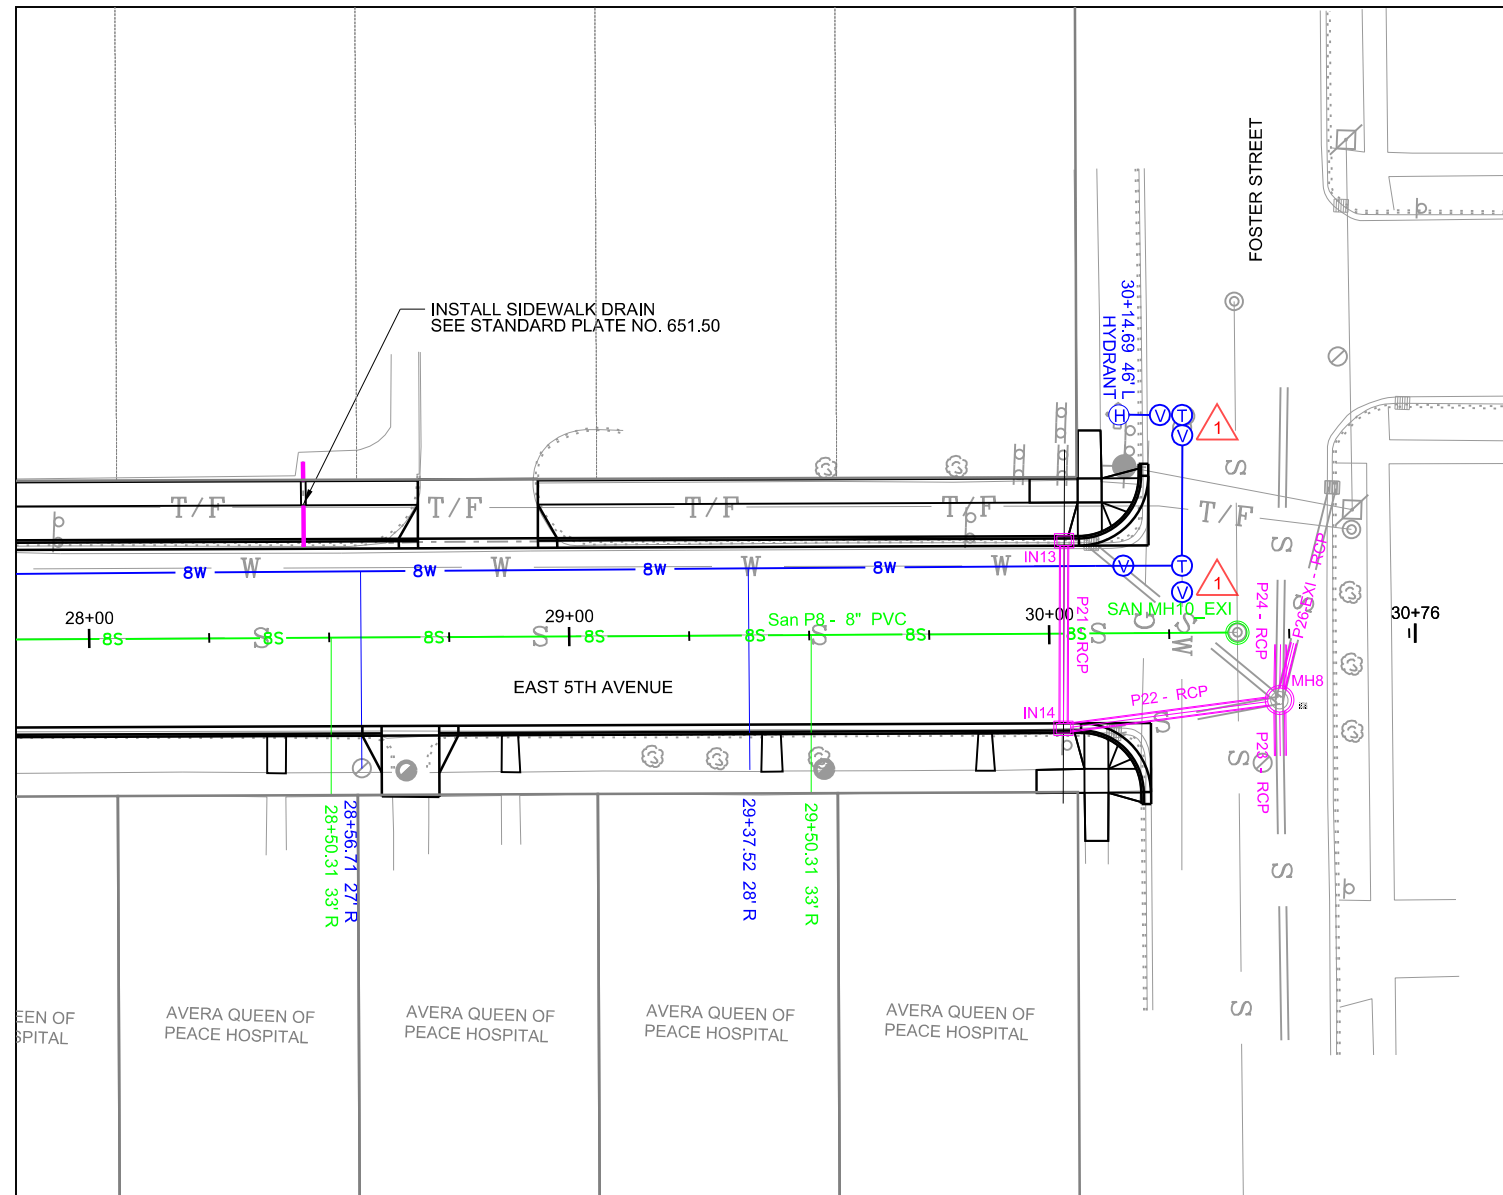 FOSTER STREET
INSTALL SIDEWALK DRAIN
SEE STANDARD PLATE NO. 651.50
30+14.69 46' L
HYDRANT
H V T
V
1
S
T/F T/F T/F T/F T/F
S
IN13
8W W 8W W 8W W 8W W
V T
V
1
P21 - RCP
P24 - RCP
P26-EXI - RCP
S
28+00 29+00 30+00 30+76
San P8 - 8" PVC
SAN MH10_EXI
8S S 8S 8S S 8S 8S S 8S 8S S
SW
EAST 5TH AVENUE
P22 - RCP
MH8
IN14
S
S
P23 - RCP
28+50.31 33' R
28+56.71 27' R
29+37.52 28' R
29+50.31 33' R
S
S
EEN OF
SPITAL
AVERA QUEEN OF
PEACE HOSPITAL
AVERA QUEEN OF
PEACE HOSPITAL
AVERA QUEEN OF
PEACE HOSPITAL
AVERA QUEEN OF
PEACE HOSPITAL